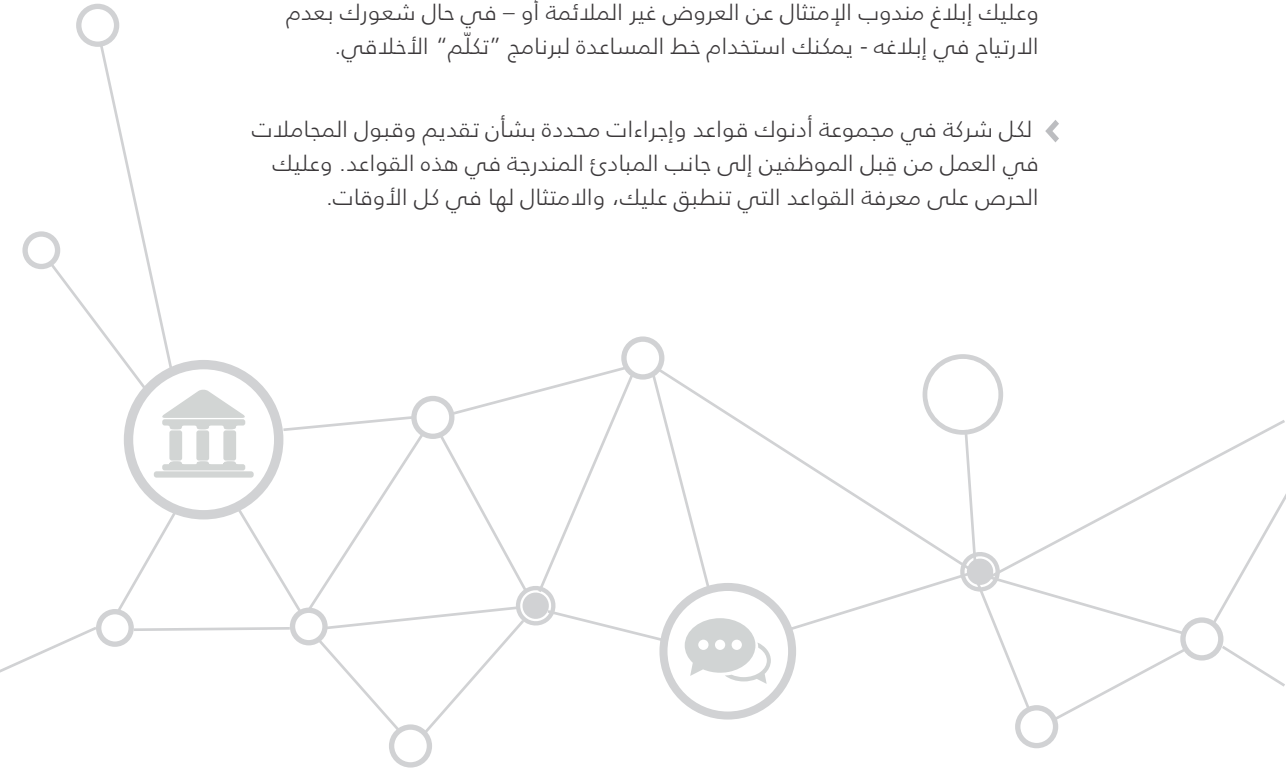 وعليك إبلاغ مندوب الإمتثال عن العروض غير الملائمة أو – في حال شعورك بعدم
الارتياح في إبلاغه - يمكنك استخدام خط المساعدة لبرنامج ”تكلّم“ الأخلاقي.
لكل شركة في مجموعة أدنوك قواعد وإجراءات محددة بشأن تقديم وقبول المجاملات
في العمل من قِبل الموظفين إلى جانب المبادئ المندرجة في هذه القواعد. وعليك
الحرص على معرفة القواعد التي تنطبق عليك، والامتثال لها في كل الأوقات.